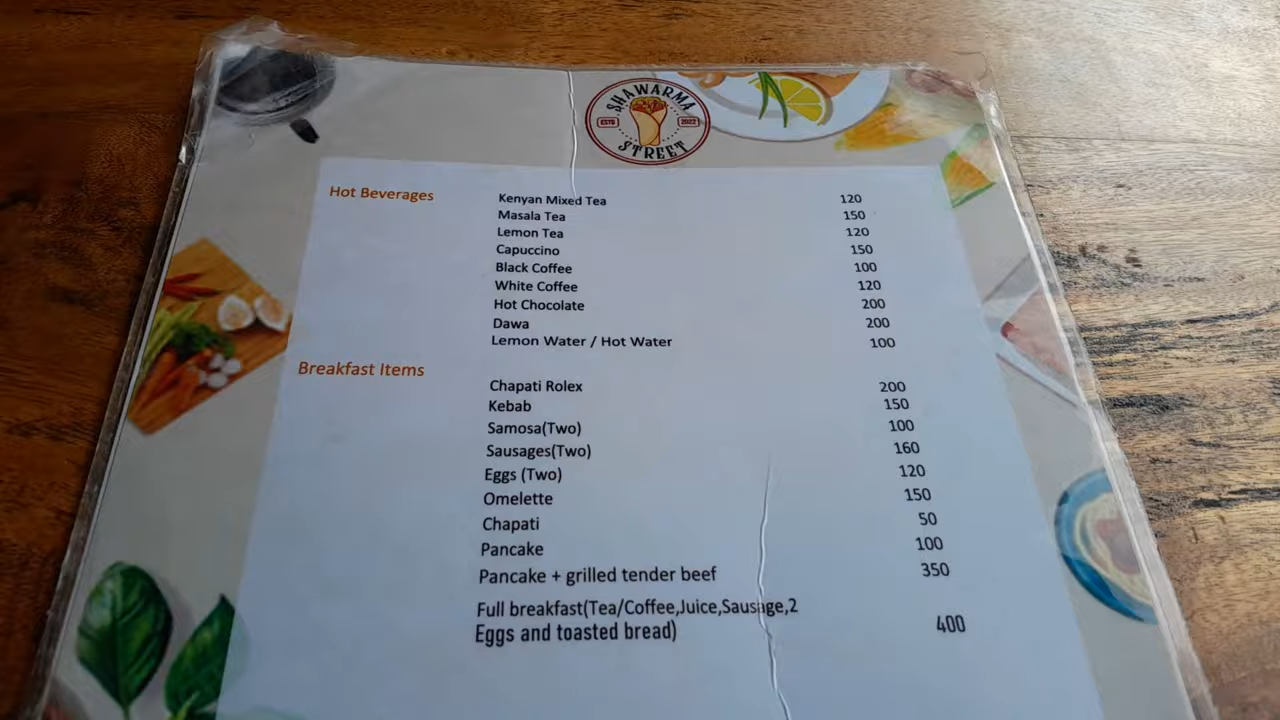 SHAWARMA
ESTD 2022
STREET
Hot Beverages
Kenyan Mixed Tea 120
Masala Tea 150
Lemon Tea 120
Capuccino 150
Black Coffee 100
White Coffee 120
Hot Chocolate 200
Dawa 200
Lemon Water / Hot Water 100
Breakfast Items
Chapati Rolex 200
Kebab 150
Samosa(Two) 100
Sausages(Two) 160
Eggs (Two) 120
Omelette 150
Chapati 50
Pancake 100
Pancake + grilled tender beef 350
Full breakfast(Tea/Coffee,Juice,Sausage,2
Eggs and toasted bread) 400